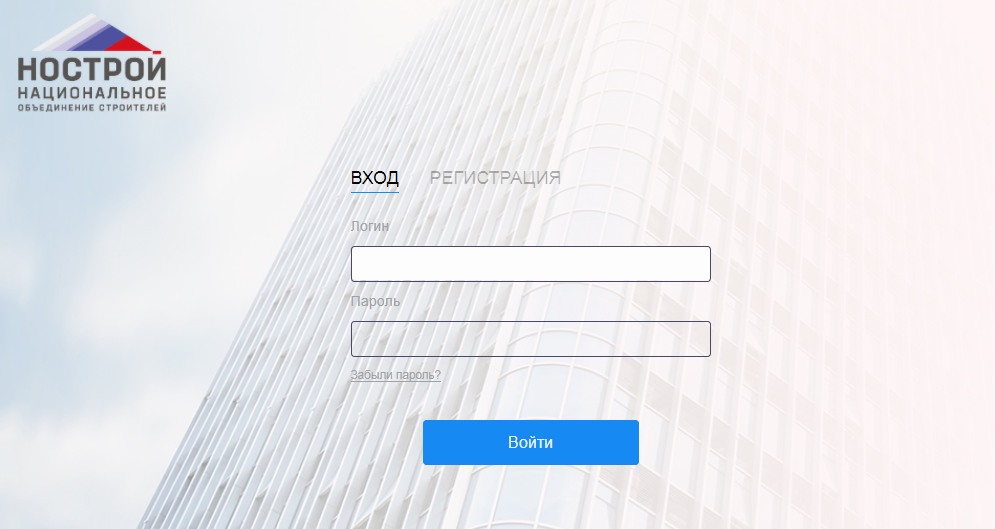 НОСТРОЙ
НАЦИОНАЛЬНОЕ
ОБЪЕДИНЕНИЕ СТРОИТЕЛЕЙ
ВХОД РЕГИСТРАЦИЯ
Логин
Пароль
Забыли пароль?
Войти